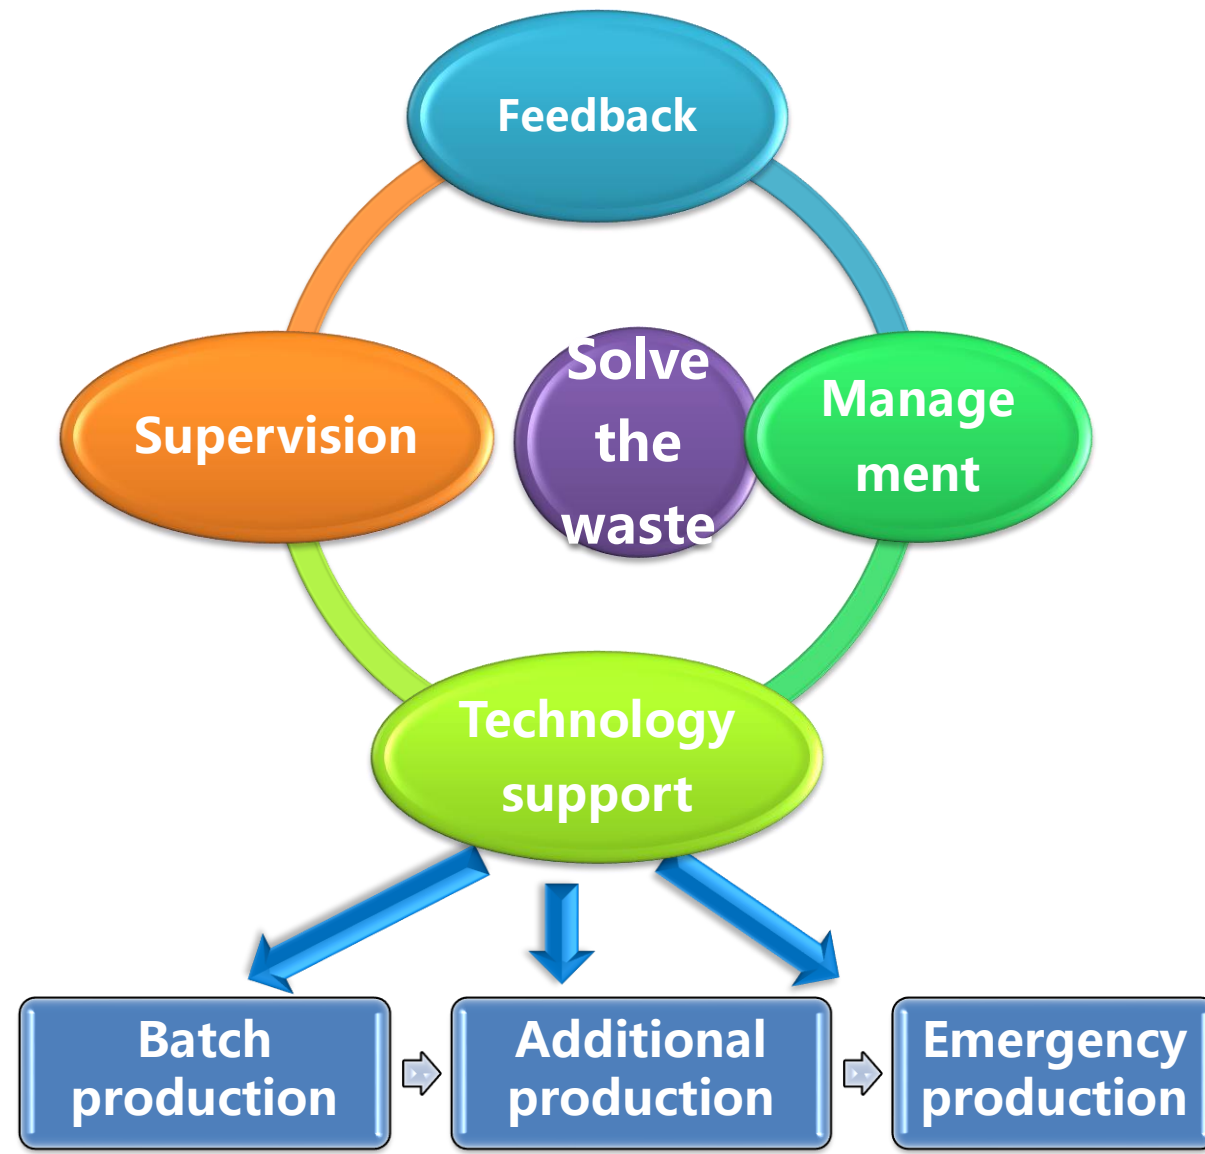 Feedback
Supervision
Solve
the
waste
Manage
ment
Technology
support
Batch
production
Additional
production
Emergency
production